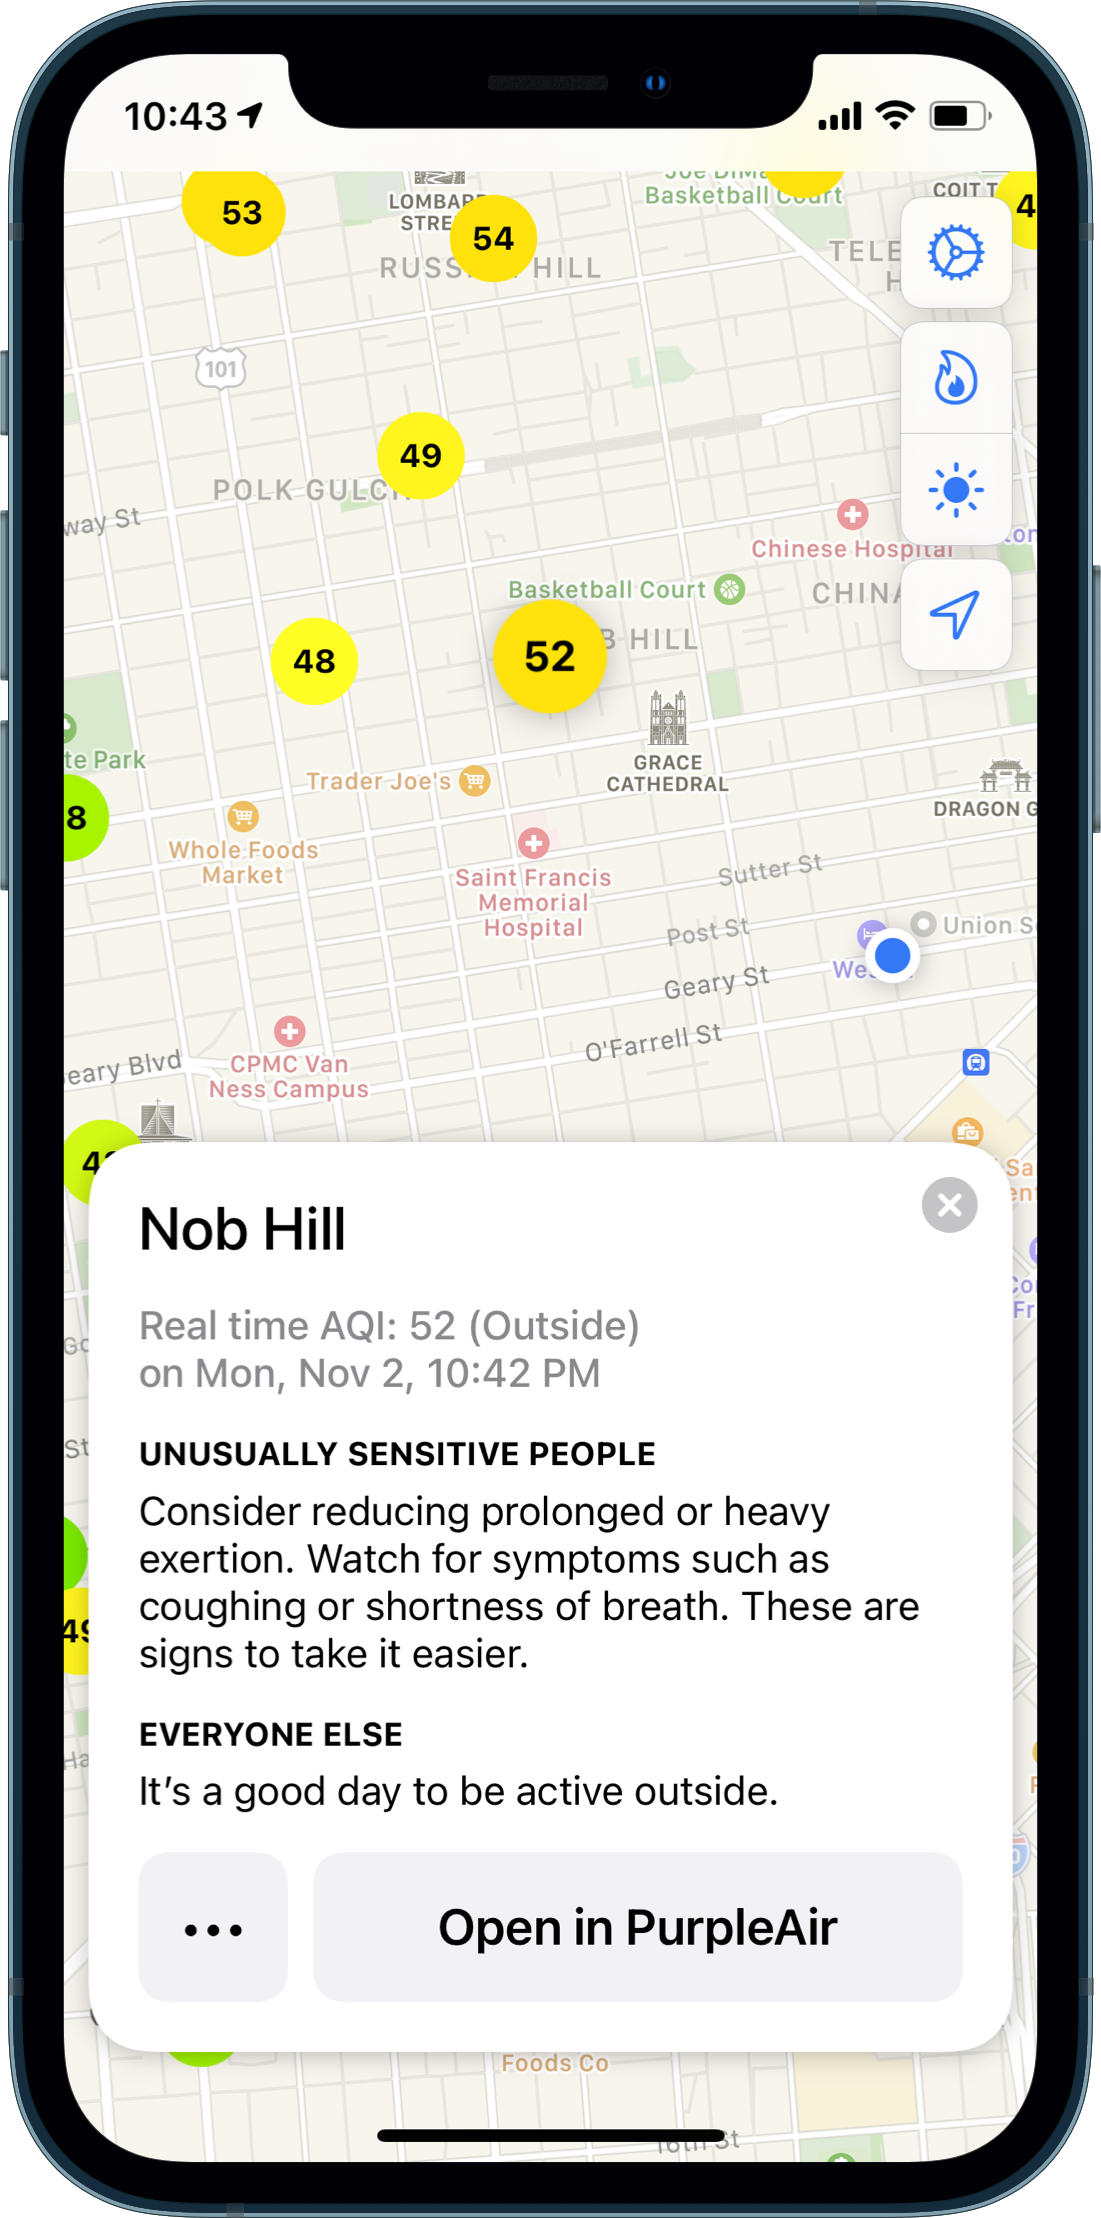 10:43
53
LOMBARD
54
RUSS HILL
Basketball Court
COIT T
4
TELE
H
101
49
POLK GULCH
way St
Chinese Hospital
Basketball Court
CHINA
48
52
B HILL
te Park
GRACE
CATHEDRAL
Trader Joe's
8
DRAGON G
Whole Foods
Market
Saint Francis
Memorial
Hospital
Sutter St
Post St
Union S
We
Geary St
O'Farrell St
eary Blvd
CPMC Van
Ness Campus
Nob Hill
Real time AQI: 52 (Outside)
on Mon, Nov 2, 10:42 PM
UNUSUALLY SENSITIVE PEOPLE
Consider reducing prolonged or heavy
exertion. Watch for symptoms such as
coughing or shortness of breath. These are
signs to take it easier.
49
EVERYONE ELSE
It's a good day to be active outside.
•••
Open in PurpleAir
Foods Co
16th St